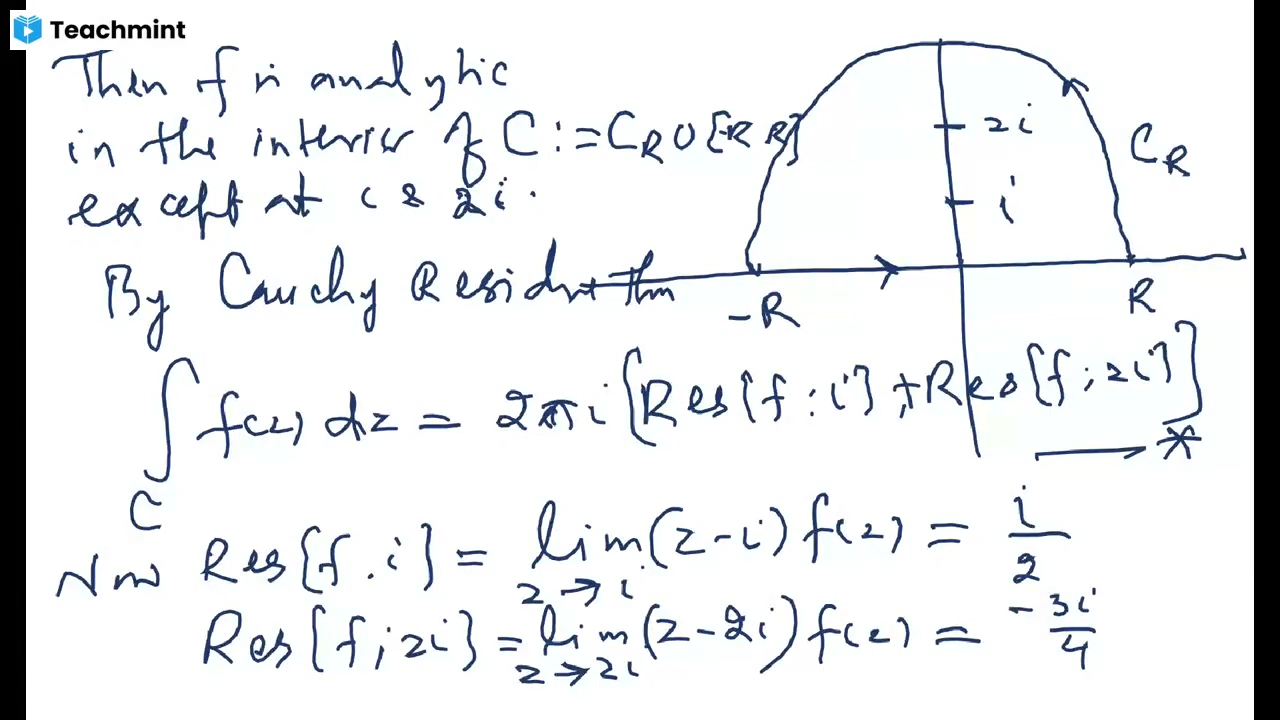 Teachmint
Then f is analytic
in the interior of C := C_R ∪ [-R R]
except at i & 2i.
2i
i
C_R
By Cauchy Residue thm
-R
R
∫_C f(z) dz = 2πi [Res{f : i} + Res{f ; 2i}]
→ *
Now Res{f . i} = lim_{z→i} (z-i) f(z) = i/2
Res{f ; 2i} = lim_{z→2i} (z-2i) f(z) = -3i/4